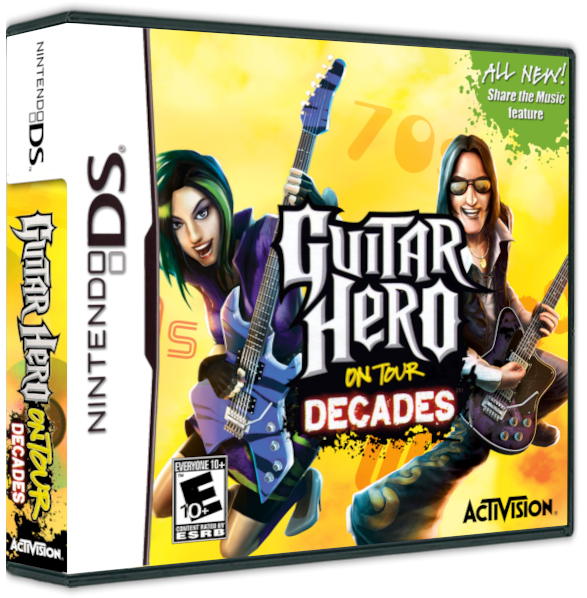 NINTENDO DS
GUITAR HERO
ON TOUR
DECADES
ACTIVISION
NINTENDO DS®
ALL NEW!
Share the Music
feature
70s
's
GUITAR
HERO
ON TOUR
DECADES
EVERYONE 10+
E
10+
CONTENT RATED BY
ESRB
ACTIVISION